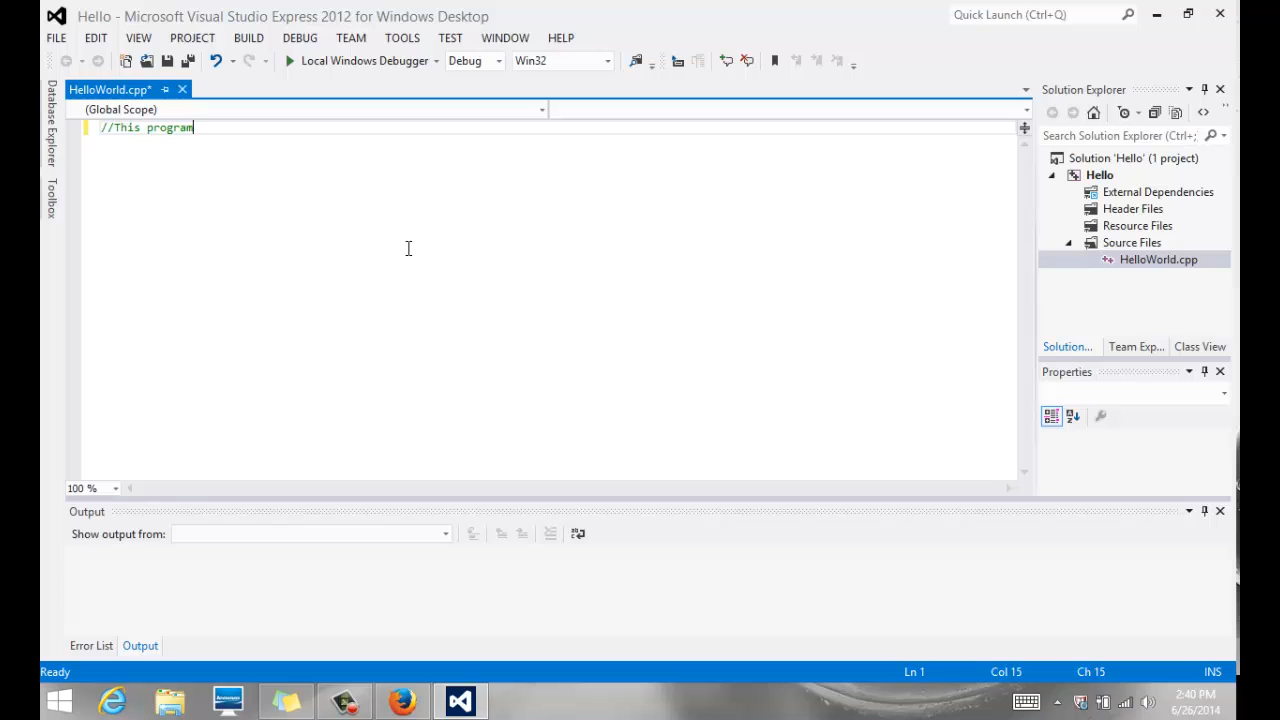 Hello - Microsoft Visual Studio Express 2012 for Windows Desktop
Quick Launch (Ctrl+Q)
FILE EDIT VIEW PROJECT BUILD DEBUG TEAM TOOLS TEST WINDOW HELP
Local Windows Debugger Debug Win32
Database Explorer
Toolbox
HelloWorld.cpp*
(Global Scope)
//This program
100 %
Solution Explorer
Search Solution Explorer (Ctrl+;
Solution 'Hello' (1 project)
Hello
External Dependencies
Header Files
Resource Files
Source Files
HelloWorld.cpp
Solution... Team Exp... Class View
Properties
Output
Show output from:
Error List Output
Ready Ln 1 Col 15 Ch 15 INS
2:40 PM
6/26/2014